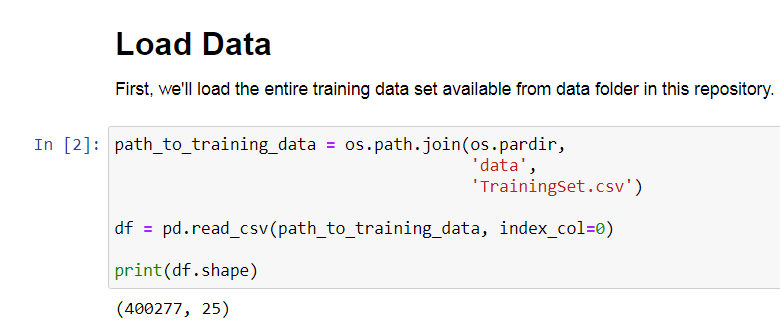 Load Data
First, we'll load the entire training data set available from data folder in this repository.
In [2]: path_to_training_data = os.path.join(os.pardir,
'data',
'TrainingSet.csv')
df = pd.read_csv(path_to_training_data, index_col=0)
print(df.shape)
(400277, 25)